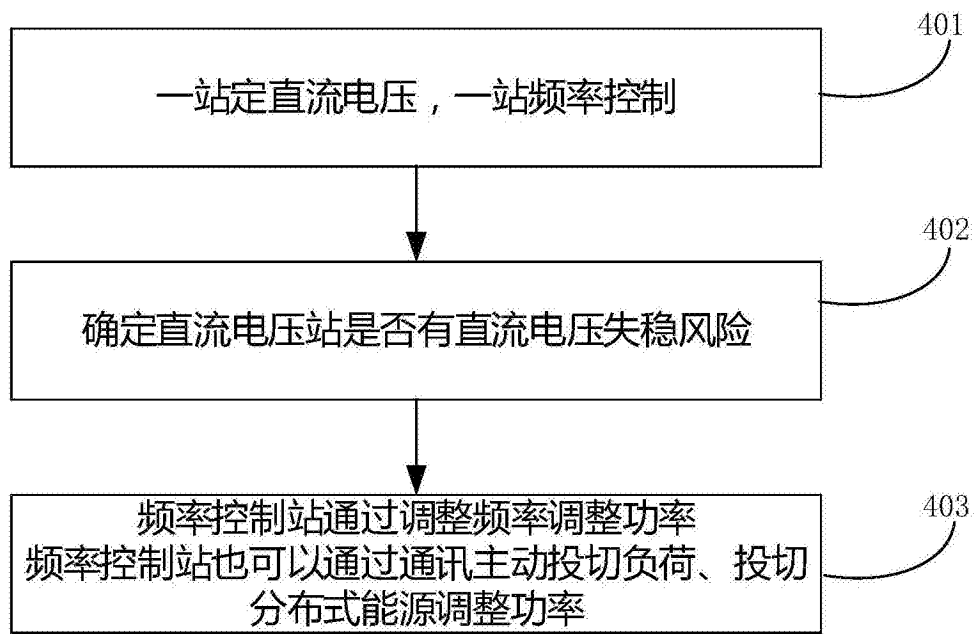 401
一站定直流电压，一站频率控制
402
确定直流电压站是否有直流电压失稳风险
403
频率控制站通过调整频率调整功率
频率控制站也可以通过通讯主动投切负荷、投切
分布式能源调整功率